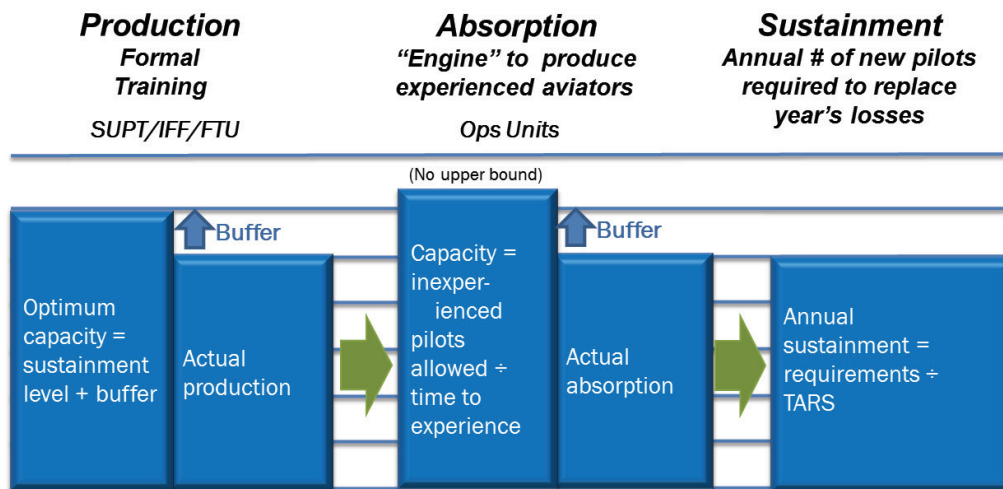 Production
Formal
Training
SUPT/IFF/FTU
Absorption
“Engine” to produce
experienced aviators
Ops Units
Sustainment
Annual # of new pilots
required to replace
year’s losses
(No upper bound)
Buffer
Buffer
Optimum
capacity =
sustainment
level + buffer
Actual
production
Capacity =
inexper-
ienced
pilots
allowed ÷
time to
experience
Actual
absorption
Annual
sustainment =
requirements ÷
TARS